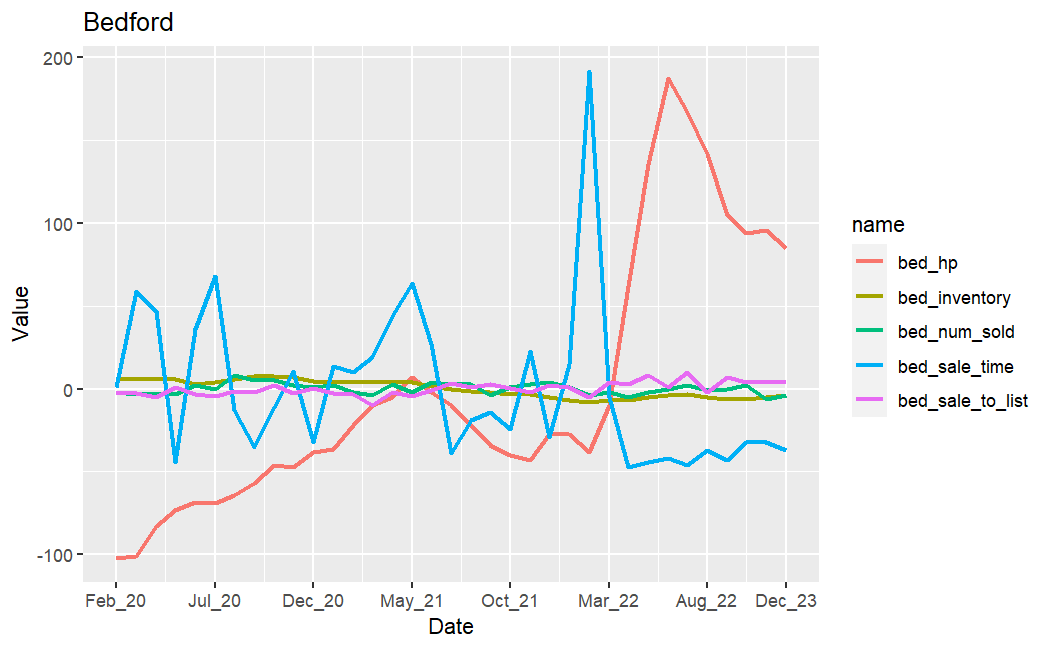 Bedford
200
100
0
-100
Value
Feb_20 Jul_20 Dec_20 May_21 Oct_21 Mar_22 Aug_22 Dec_23
Date
name
bed_hp
bed_inventory
bed_num_sold
bed_sale_time
bed_sale_to_list